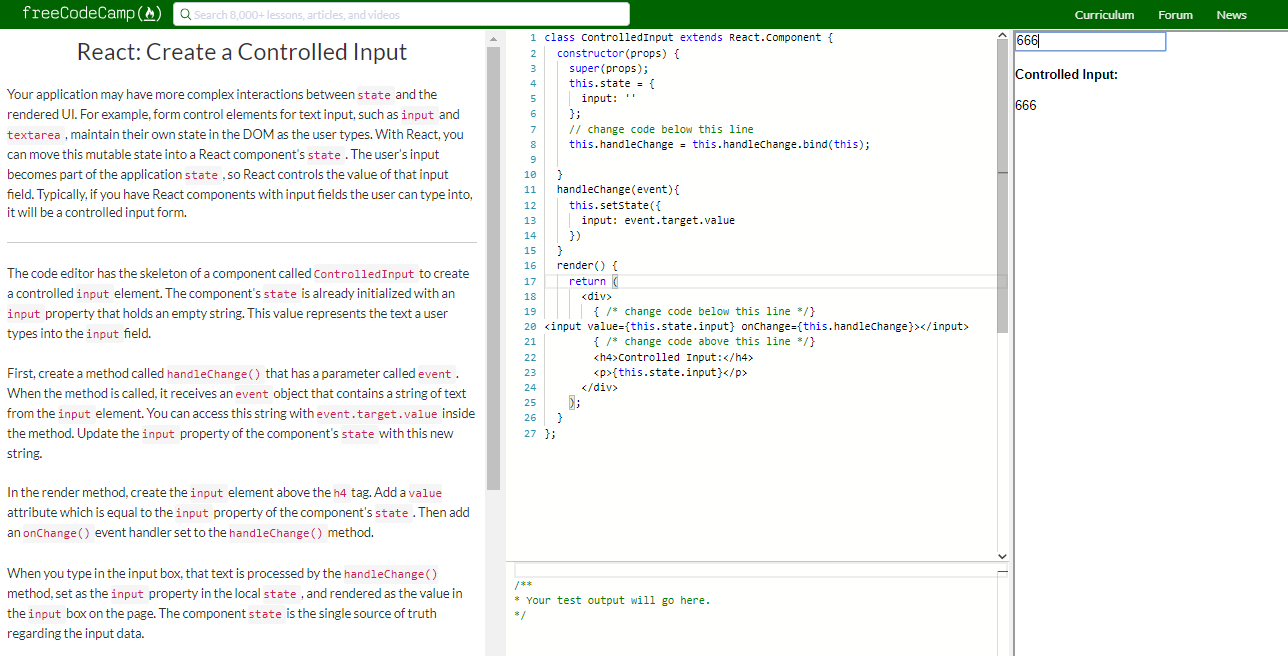 freeCodeCamp
Search 8,000+ lessons, articles, and videos
Curriculum Forum News
React: Create a Controlled Input
Your application may have more complex interactions between state and the
rendered UI. For example, form control elements for text input, such as input and
textarea , maintain their own state in the DOM as the user types. With React, you
can move this mutable state into a React component's state . The user's input
becomes part of the application state , so React controls the value of that input
field. Typically, if you have React components with input fields the user can type into,
it will be a controlled input form.
The code editor has the skeleton of a component called ControlledInput to create
a controlled input element. The component's state is already initialized with an
input property that holds an empty string. This value represents the text a user
types into the input field.
First, create a method called handleChange() that has a parameter called event .
When the method is called, it receives an event object that contains a string of text
from the input element. You can access this string with event.target.value inside
the method. Update the input property of the component's state with this new
string.
In the render method, create the input element above the h4 tag. Add a value
attribute which is equal to the input property of the component's state . Then add
an onChange() event handler set to the handleChange() method.
When you type in the input box, that text is processed by the handleChange()
method, set as the input property in the local state , and rendered as the value in
the input box on the page. The component state is the single source of truth
regarding the input data.
1 class ControlledInput extends React.Component {
2 constructor(props) {
3 super(props);
4 this.state = {
5 input: ''
6 };
7 // change code below this line
8 this.handleChange = this.handleChange.bind(this);
9
10 }
11 handleChange(event){
12 this.setState({
13 input: event.target.value
14 })
15 }
16 render() {
17 return (
18 <div>
19 { /* change code below this line */}
20 <input value={this.state.input} onChange={this.handleChange}></input>
21 { /* change code above this line */}
22 <h4>Controlled Input:</h4>
23 <p>{this.state.input}</p>
24 </div>
25 );
26 }
27 };
/**
* Your test output will go here.
*/
666
Controlled Input:
666